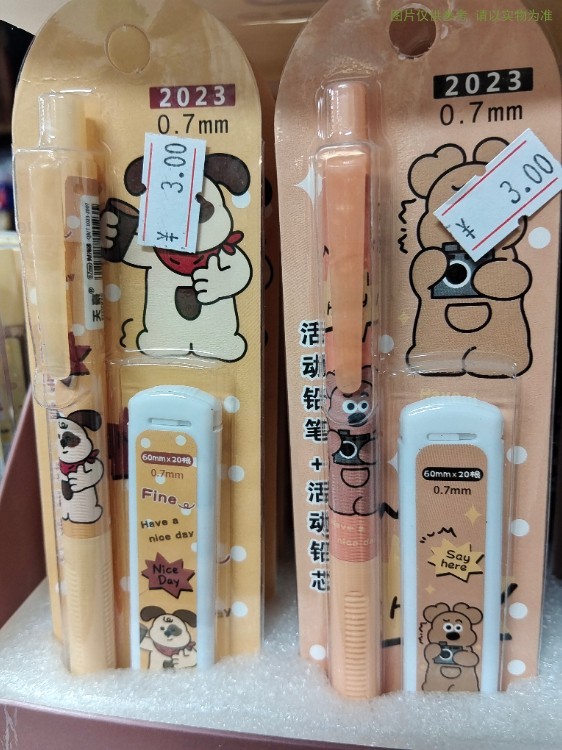 图片仅供参考，请以实物为准
2023
0.7mm
3.00
天章®
60mm×20根
0.7mm
Fine
Have a
nice day
Nice
Day
2023
0.7mm
3.00
活动铅笔+活动铅芯
60mm×20根
0.7mm
Say
here